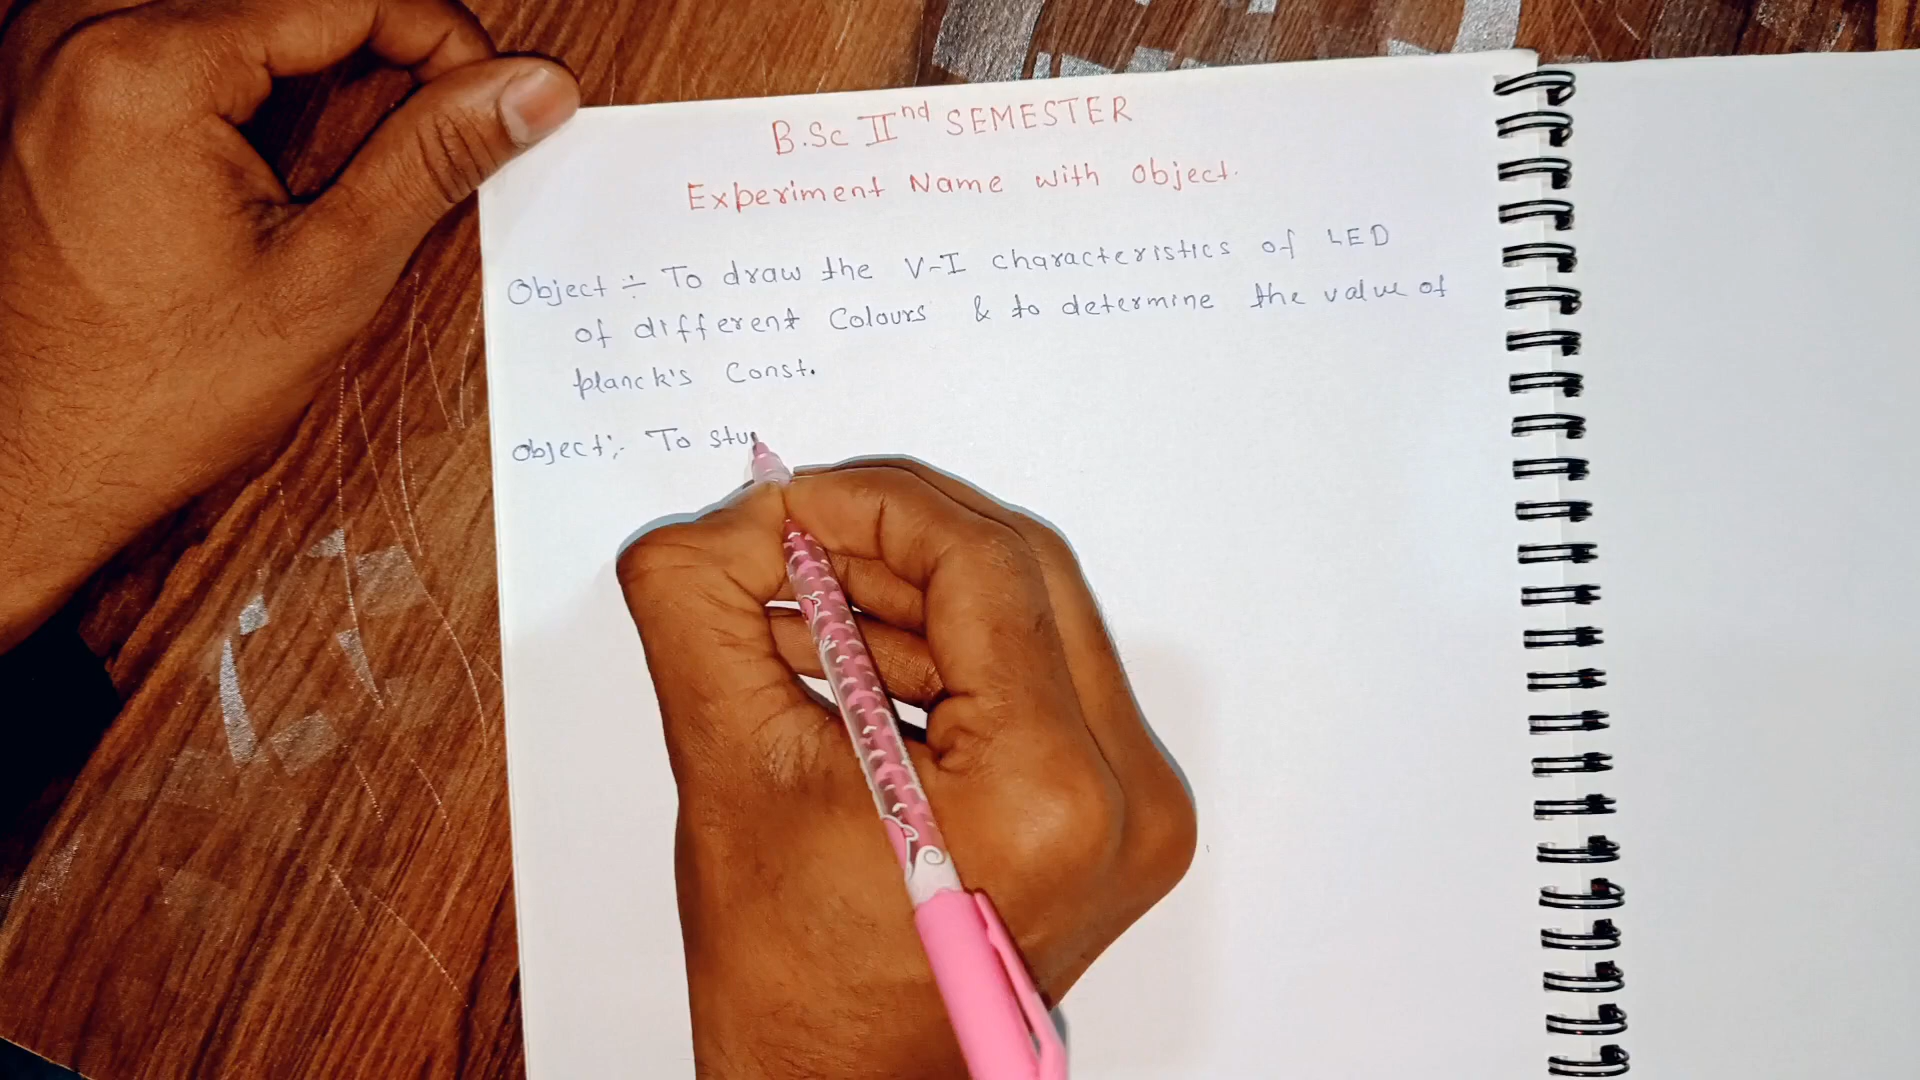 B.Sc IInd SEMESTER
Experiment Name with object.
Object ÷ To draw the V-I characteristics of LED
of different Colours & to determine the value of
planck's Const.
Object:- To stu